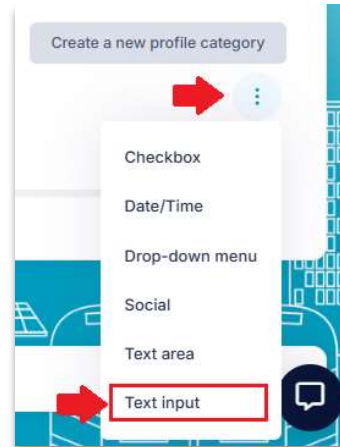 Create a new profile category
Checkbox
Date/Time
Drop-down menu
Social
Text area
Text input